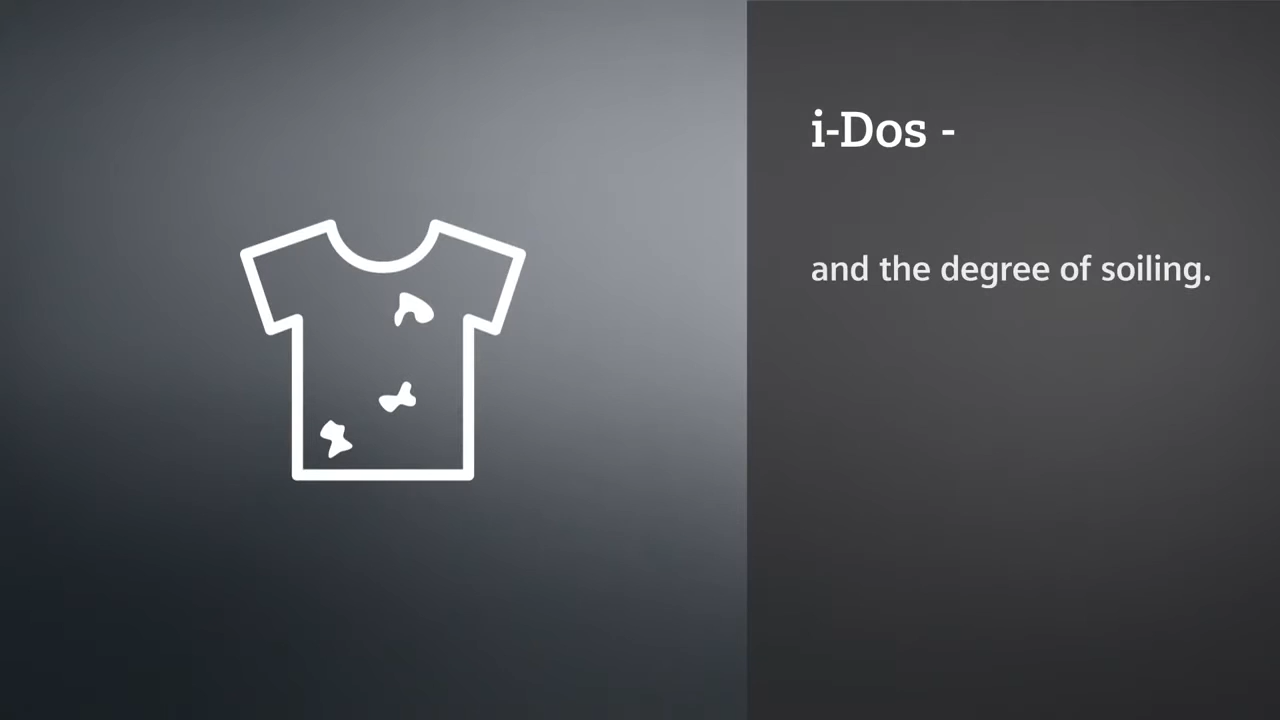 i-Dos -
and the degree of soiling.